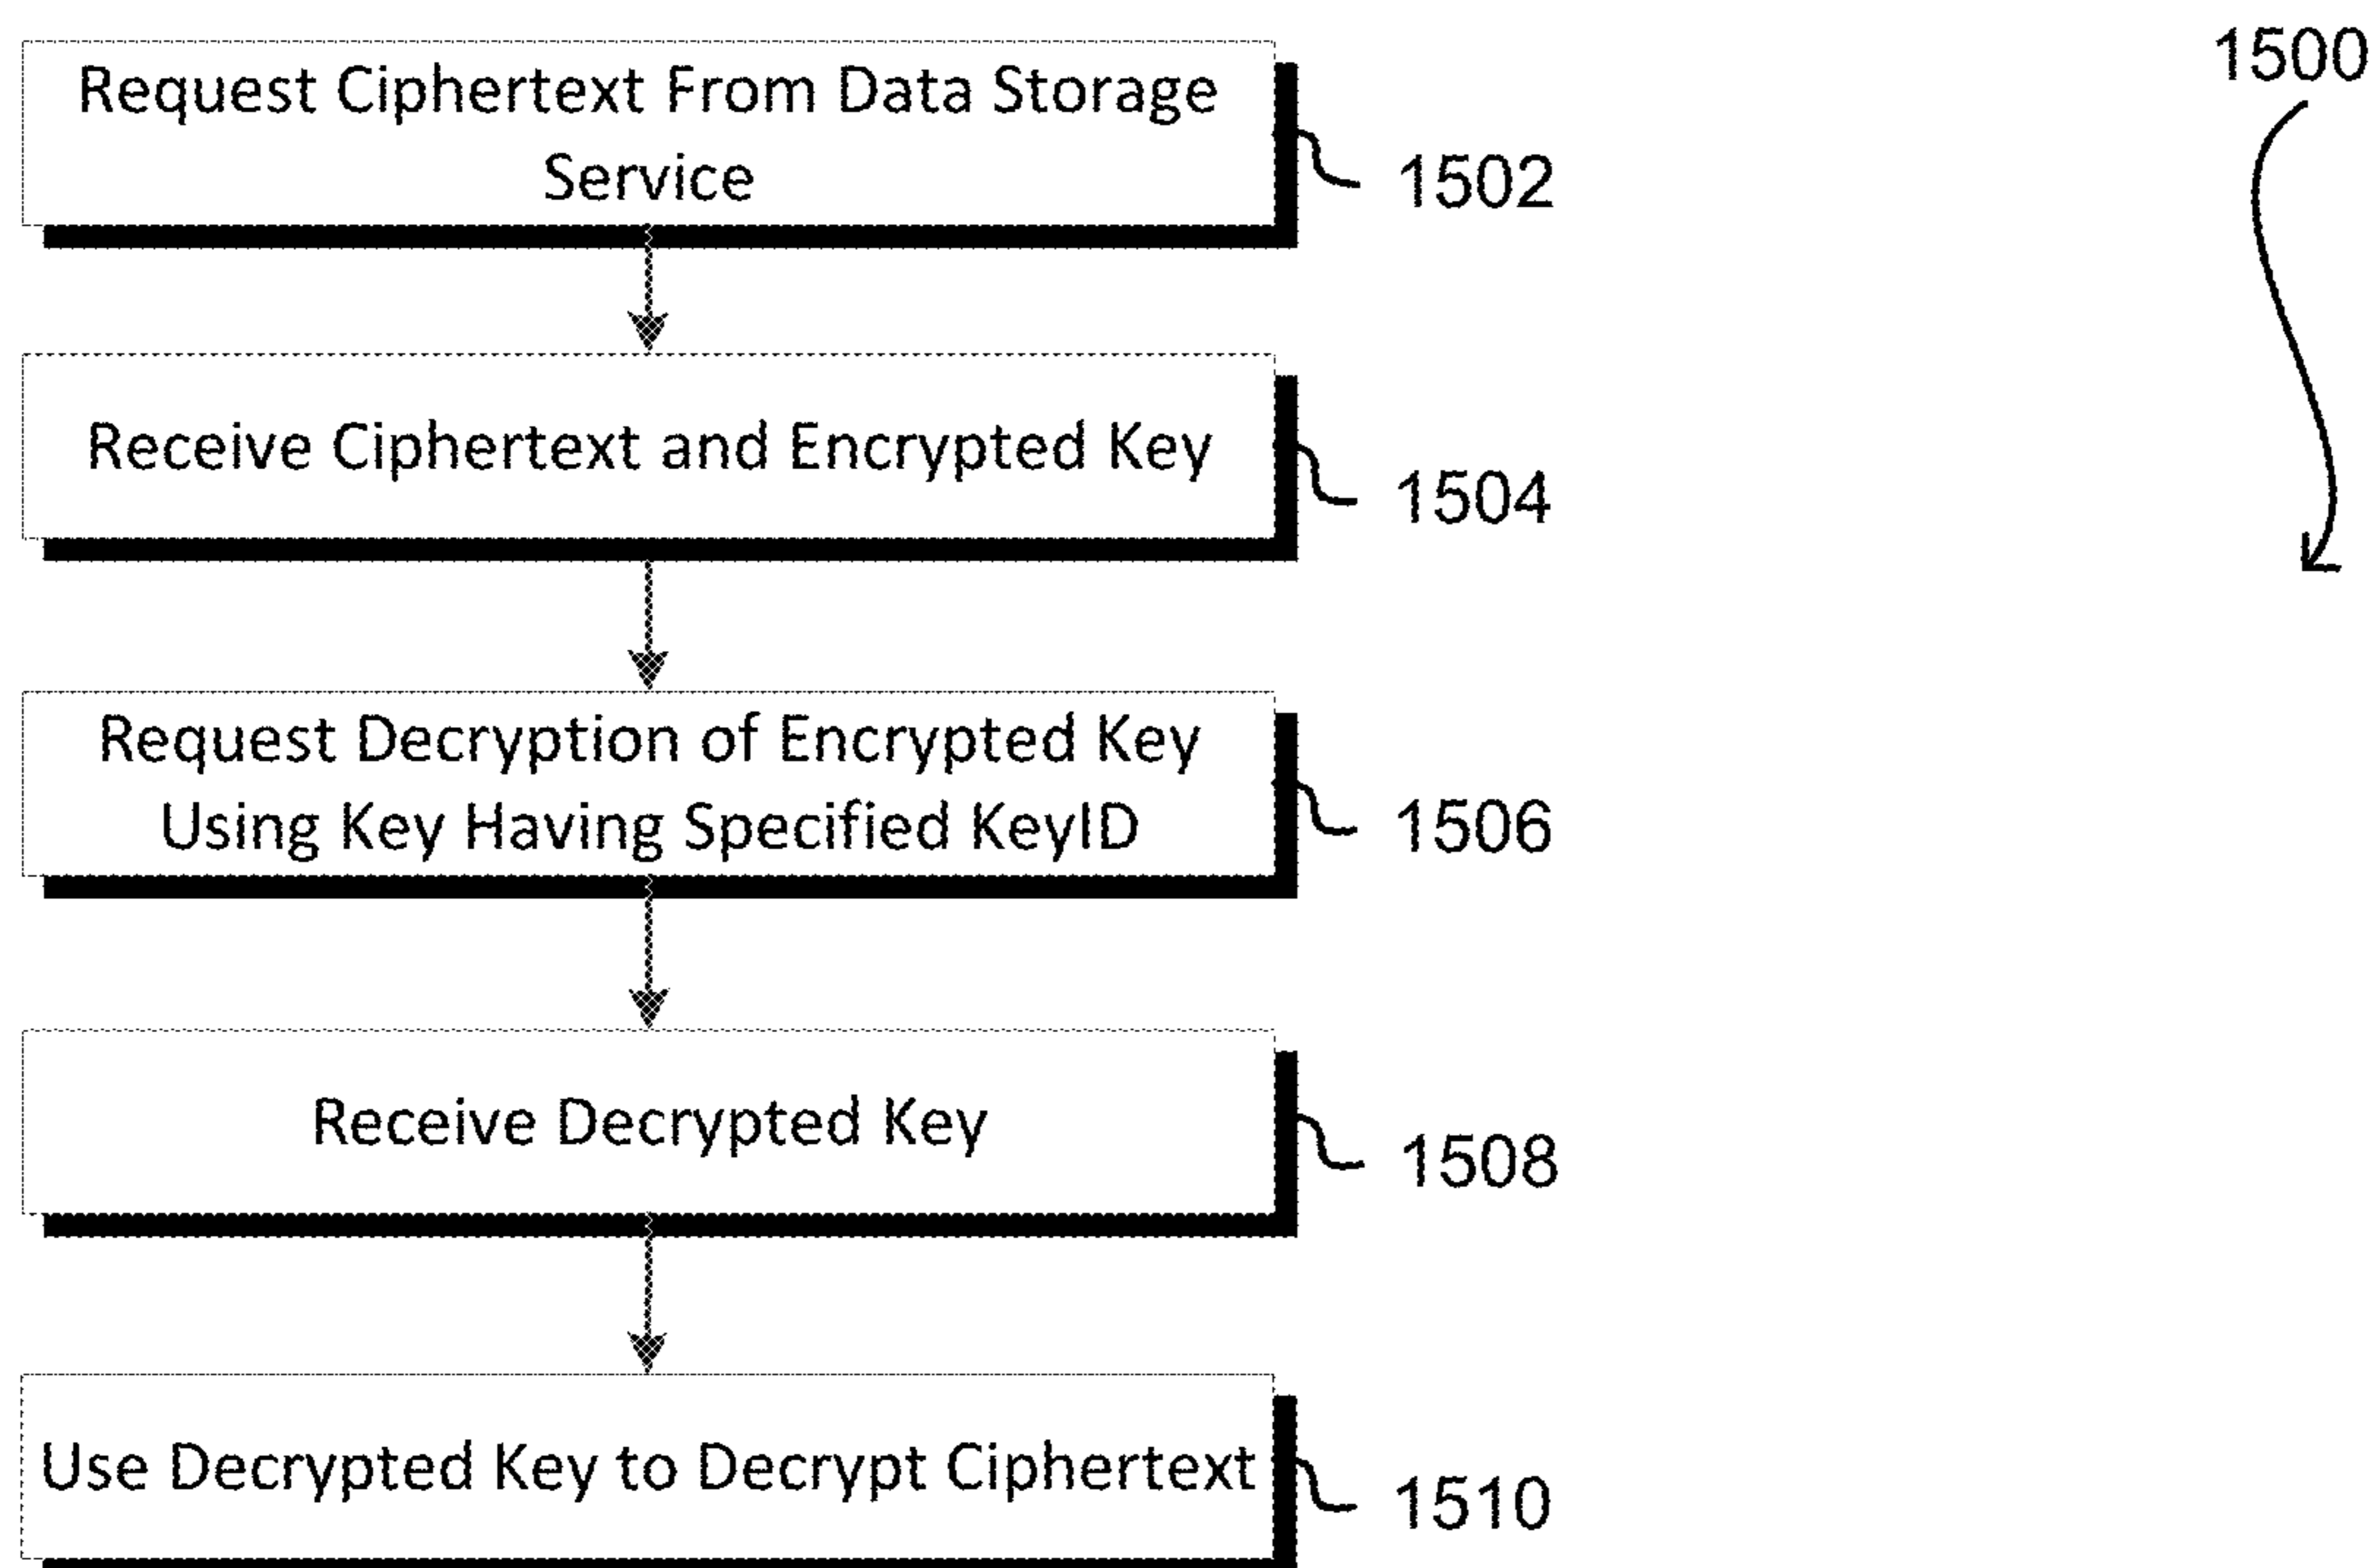 1500
Request Ciphertext From Data Storage
Service
1502
Receive Ciphertext and Encrypted Key
1504
Request Decryption of Encrypted Key
Using Key Having Specified KeyID
1506
Receive Decrypted Key
1508
Use Decrypted Key to Decrypt Ciphertext
1510